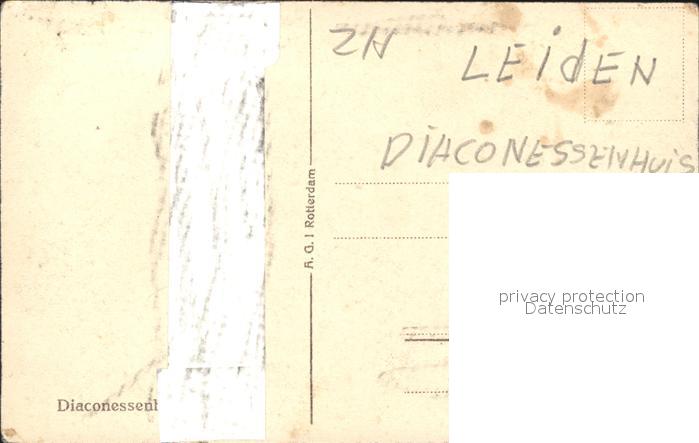 ZH
LEIDEN
DIACONESSENHUIS
A. G. I Rotterdam
privacy protection
Datenschutz
Diaconessenh